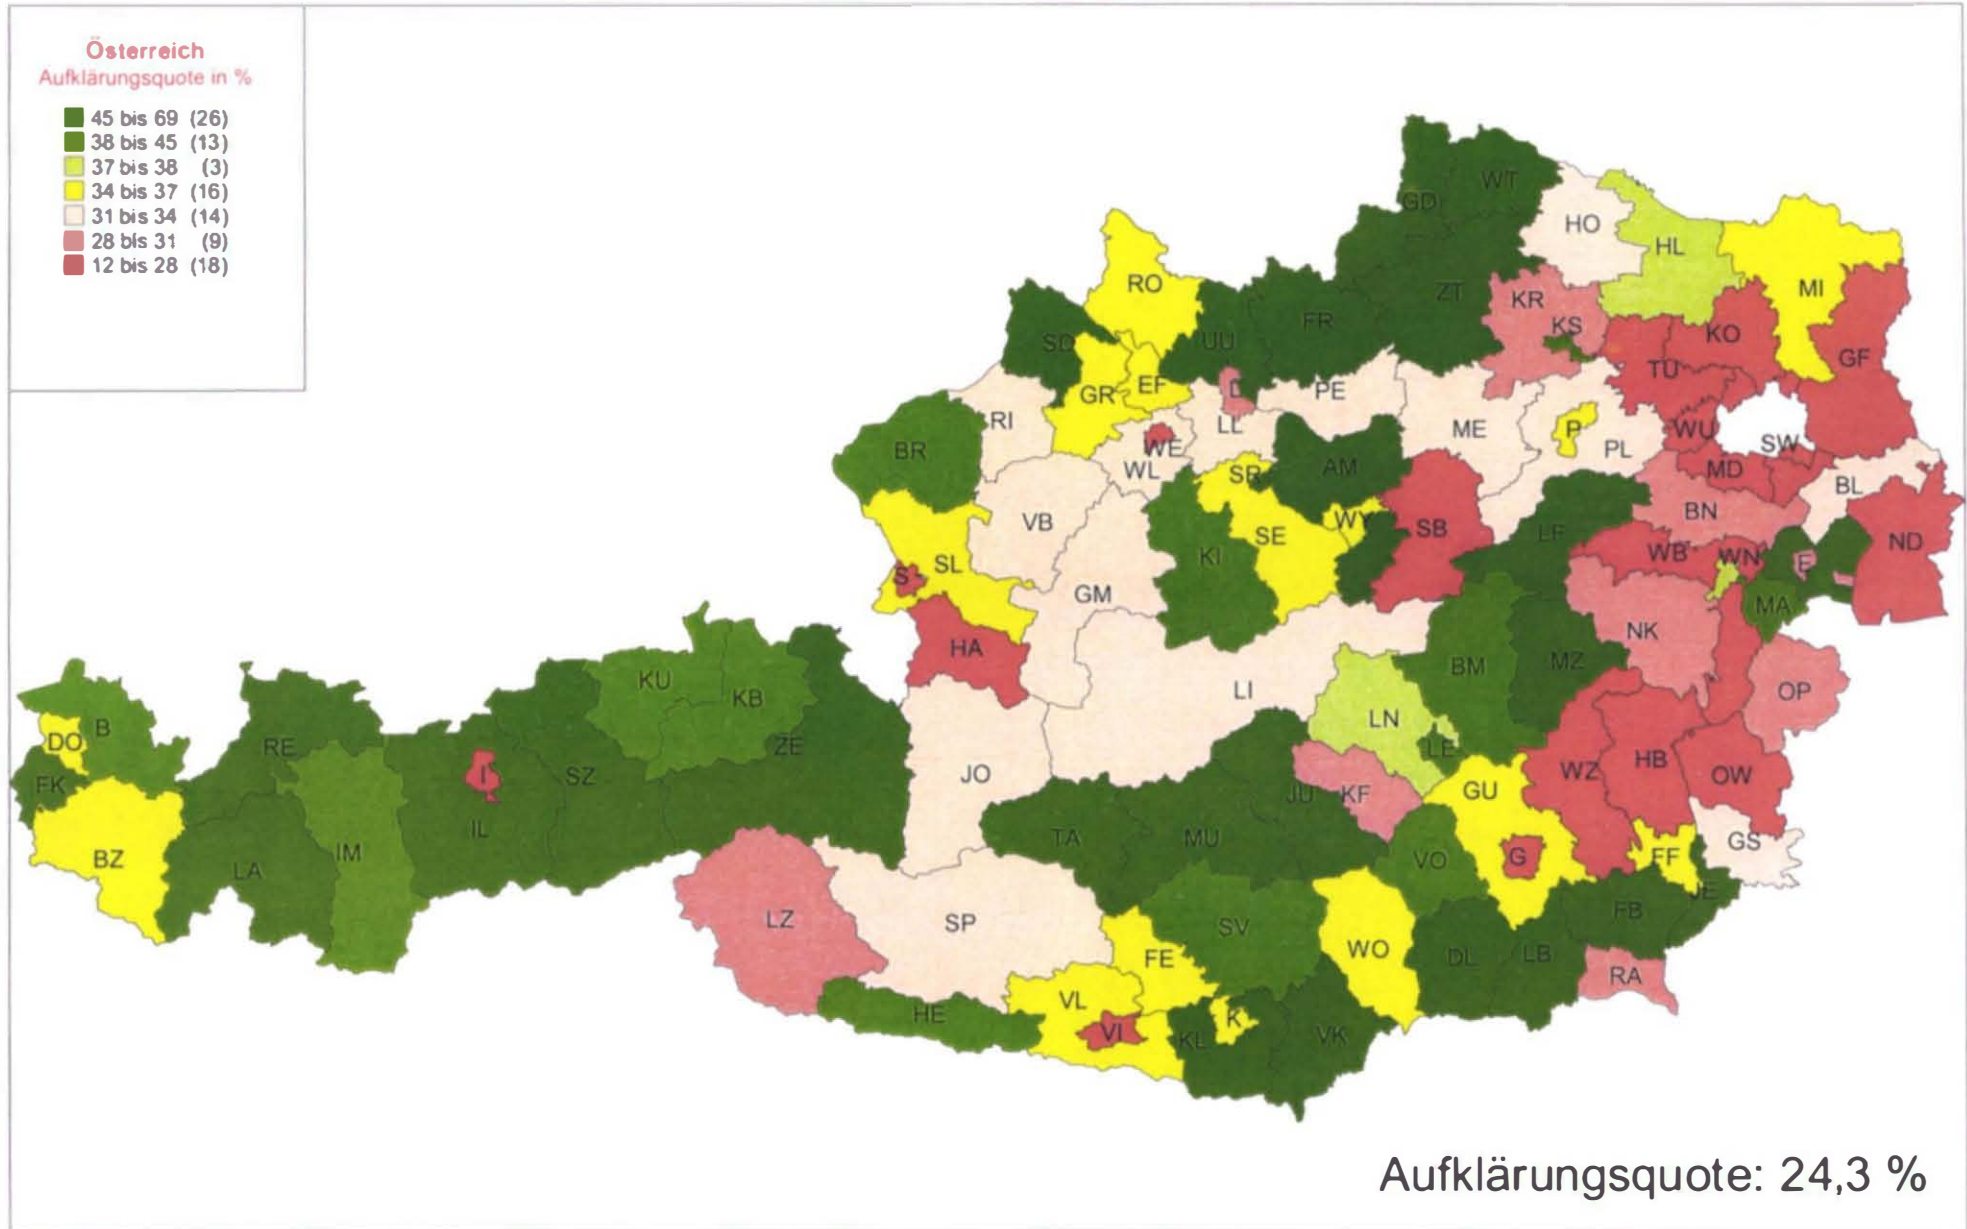 Österreich
Aufklärungsquote in %
45 bis 69 (26)
38 bis 45 (13)
37 bis 38 (3)
34 bis 37 (16)
31 bis 34 (14)
28 bis 31 (9)
12 bis 28 (18)
WT
GD
HO
HL
RO
ZT
KR
MI
KS
FR
SD
UU
KO
GF
TU
GR
EF
PE
RI
LL
ME
P
WU
SW
PL
BR
WE
WL
AM
MD
SR
BL
BN
VB
WY
SB
SE
LF
ND
KI
WB
WN
E
SL
S
GM
MA
NK
HA
BM
MZ
KU
LI
OP
KB
LN
B
DO
RE
ZE
LE
HB
WZ
OW
FK
I
SZ
JO
GU
JU
KF
IL
TA
MU
GS
BZ
LA
IM
VO
G
FF
JE
FB
LZ
SP
SV
WO
FE
DL
LB
RA
VL
HE
K
VI
KL
VK
Aufklärungsquote: 24,3 %